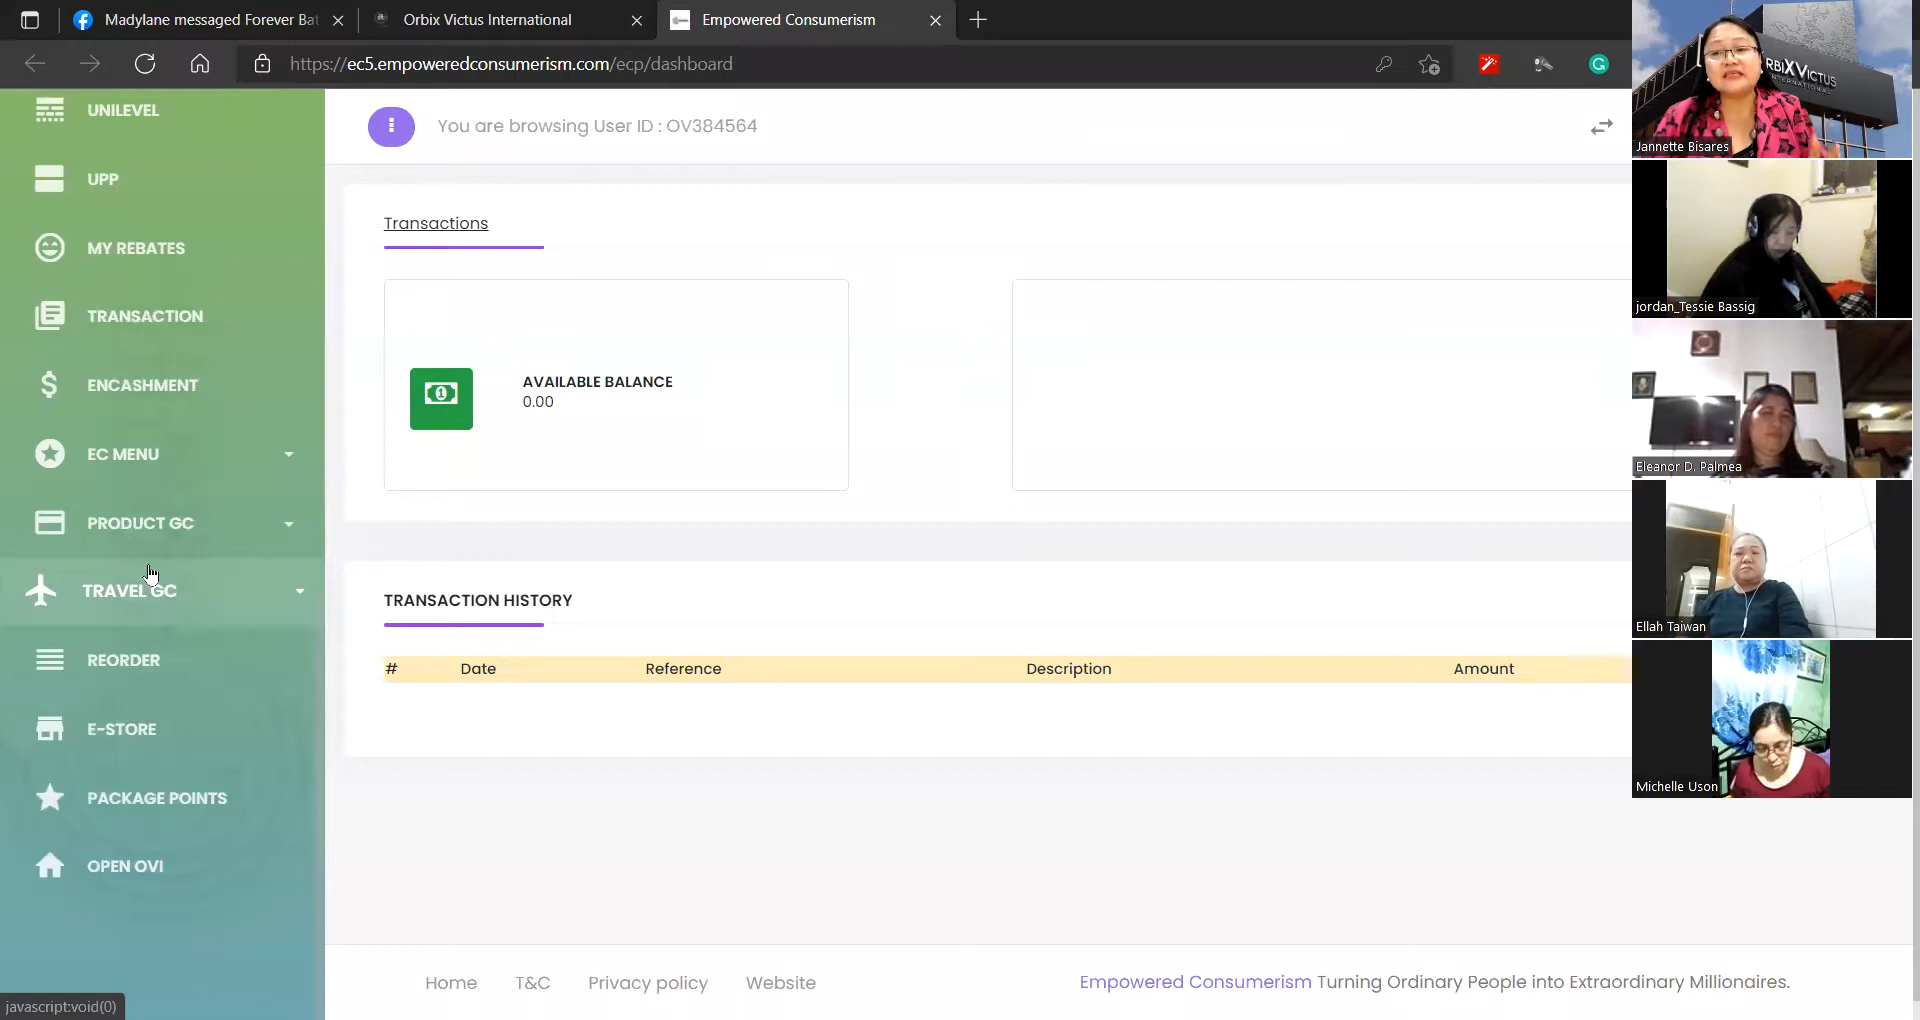 Madylane messaged Forever Bat
Orbix Victus International
Empowered Consumerism
https://ec5.empoweredconsumerism.com/ecp/dashboard
UNILEVEL
UPP
MY REBATES
TRANSACTION
ENCASHMENT
EC MENU
PRODUCT GC
TRAVEL GC
REORDER
E-STORE
PACKAGE POINTS
OPEN OVI
javascript:void(0)
You are browsing User ID : OV384564
Transactions
AVAILABLE BALANCE
0.00
TRANSACTION HISTORY
# Date Reference Description Amount
Home T&C Privacy policy Website
Empowered Consumerism Turning Ordinary People into Extraordinary Millionaires.
RBIXVICTUS
INTERNATIONAL
Jannette Bisares
jordan_Tessie Bassig
Eleanor D. Palmea
Ellah Taiwan
Michelle Uson